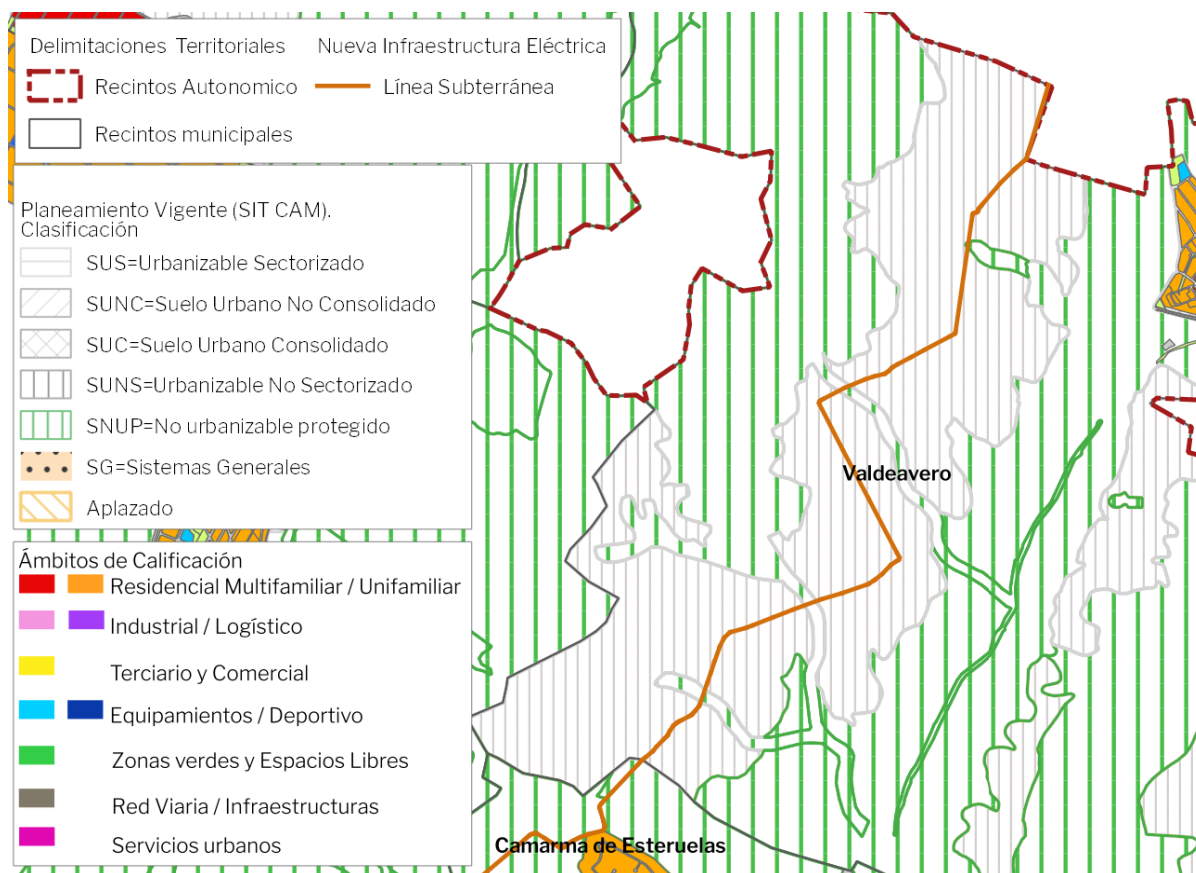 Delimitaciones Territoriales
Nueva Infraestructura Eléctrica
Recintos Autonomico
Línea Subterránea
Recintos municipales
Planeamiento Vigente (SIT CAM).
Clasificación
SUS=Urbanizable Sectorizado
SUNC=Suelo Urbano No Consolidado
SUC=Suelo Urbano Consolidado
SUNS=Urbanizable No Sectorizado
SNUP=No urbanizable protegido
SG=Sistemas Generales
Aplazado
Ámbitos de Calificación
Residencial Multifamiliar / Unifamiliar
Industrial / Logístico
Terciario y Comercial
Equipamientos / Deportivo
Zonas verdes y Espacios Libres
Red Viaria / Infraestructuras
Servicios urbanos
Valdeavero
Camarma de Esteruelas